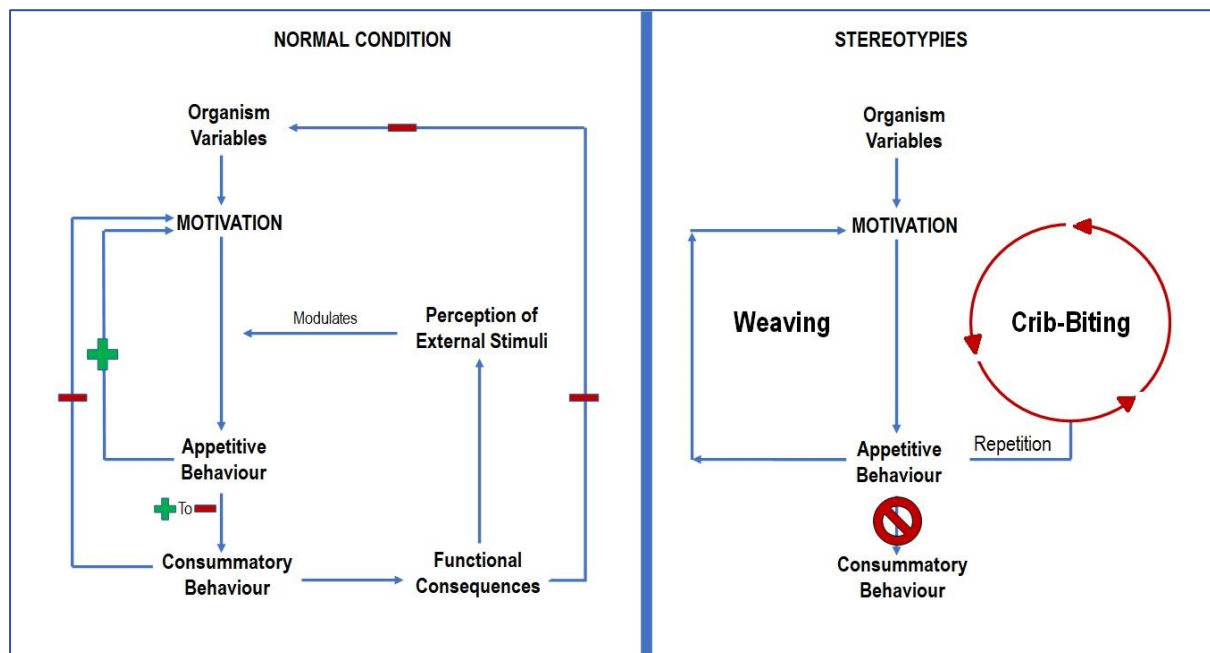 NORMAL CONDITION
Organism
Variables
MOTIVATION
Modulates
Perception of
External Stimuli
Appetitive
Behaviour
To
Consummatory
Behaviour
Functional
Consequences
STEREOTYPIES
Organism
Variables
MOTIVATION
Weaving
Crib-Biting
Appetitive
Behaviour
Repetition
Consummatory
Behaviour